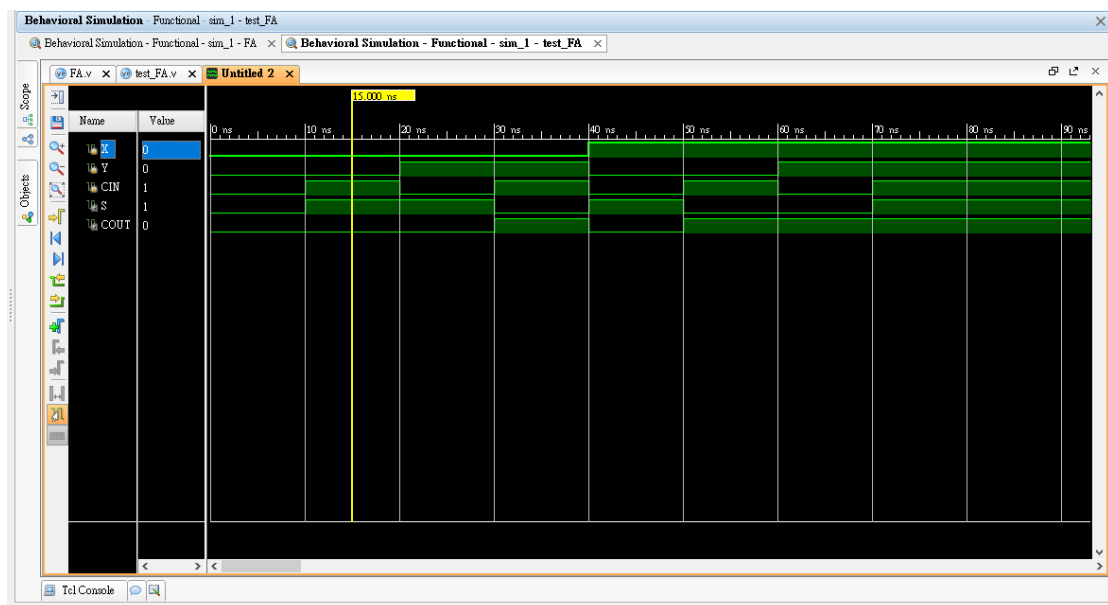 Behavioral Simulation - Functional - sim_1 - test_FA
Behavioral Simulation - Functional - sim_1 - FA Behavioral Simulation - Functional - sim_1 - test_FA
FA.v test_FA.v Untitled 2
Scope
Objects
15.000 ns
Name Value
0 ns 10 ns 20 ns 30 ns 40 ns 50 ns 60 ns 70 ns 80 ns 90 ns
X 0
Y 0
CIN 1
S 1
COUT 0
Tcl Console